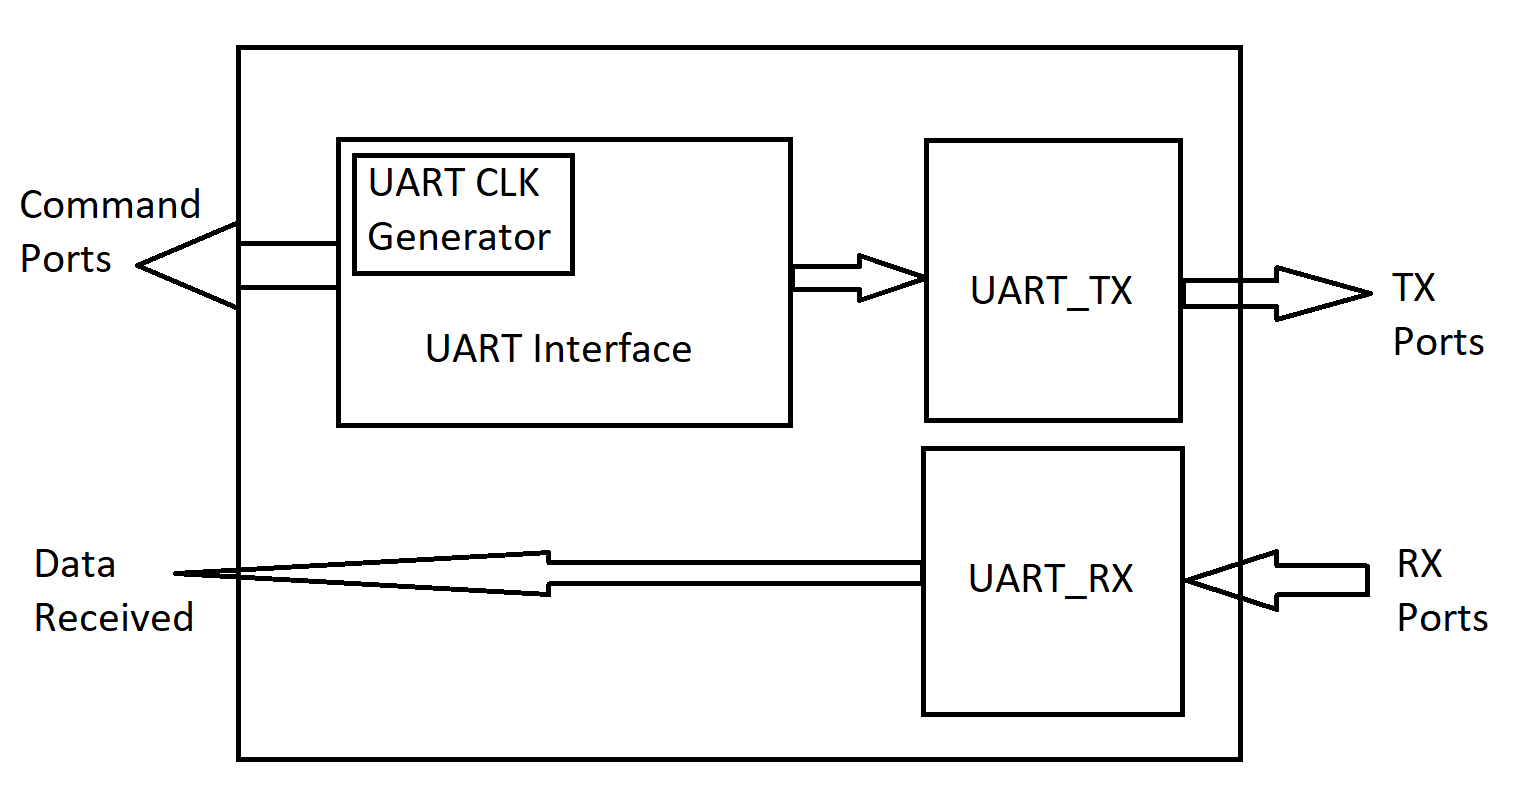 Command
Ports
UART CLK
Generator
UART Interface
UART_TX
TX
Ports
Data
Received
UART_RX
RX
Ports